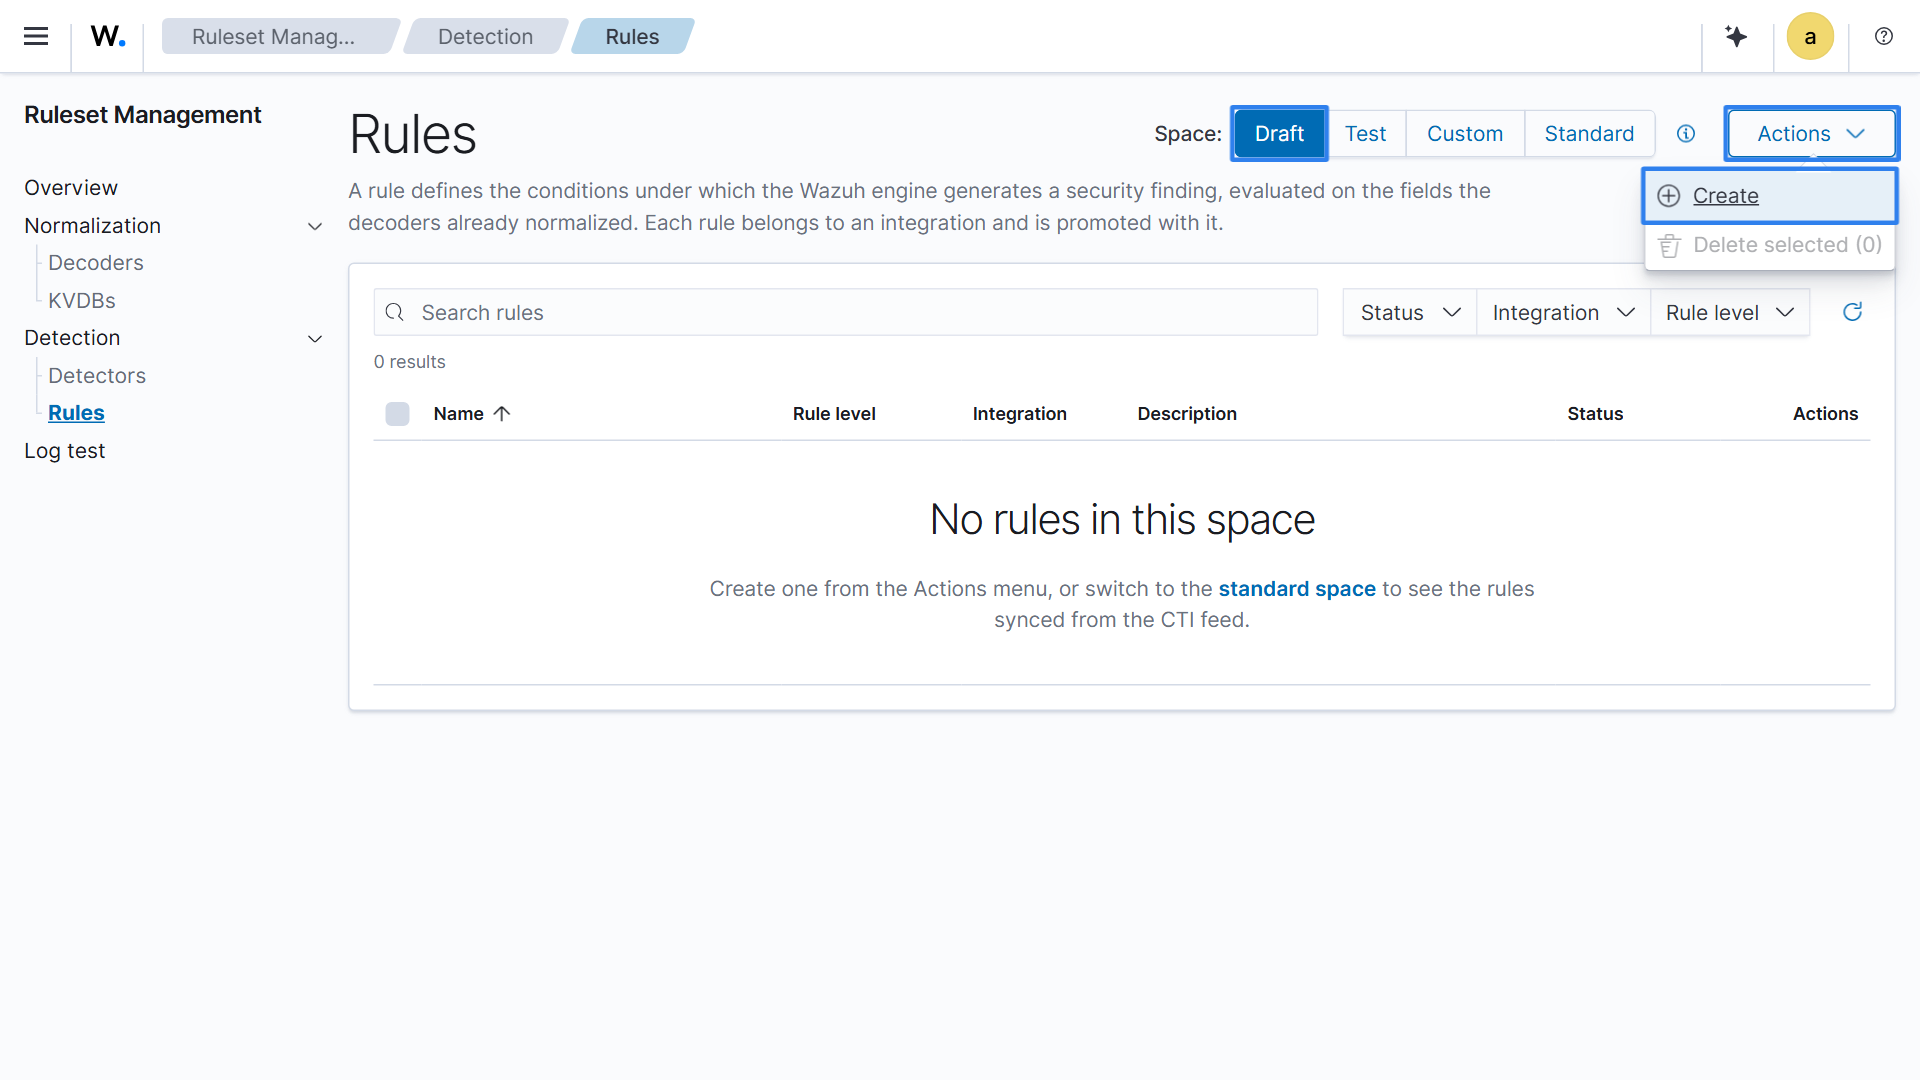 W.
Ruleset Manag...
Detection
Rules
a
Ruleset Management
Overview
Normalization
Decoders
KVDBs
Detection
Detectors
Rules
Log test
Rules
Space:
Draft
Test
Custom
Standard
Actions
Create
Delete selected (0)
A rule defines the conditions under which the Wazuh engine generates a security finding, evaluated on the fields the
decoders already normalized. Each rule belongs to an integration and is promoted with it.
Search rules
Status
Integration
Rule level
0 results
Name
Rule level
Integration
Description
Status
Actions
No rules in this space
Create one from the Actions menu, or switch to the standard space to see the rules
synced from the CTI feed.